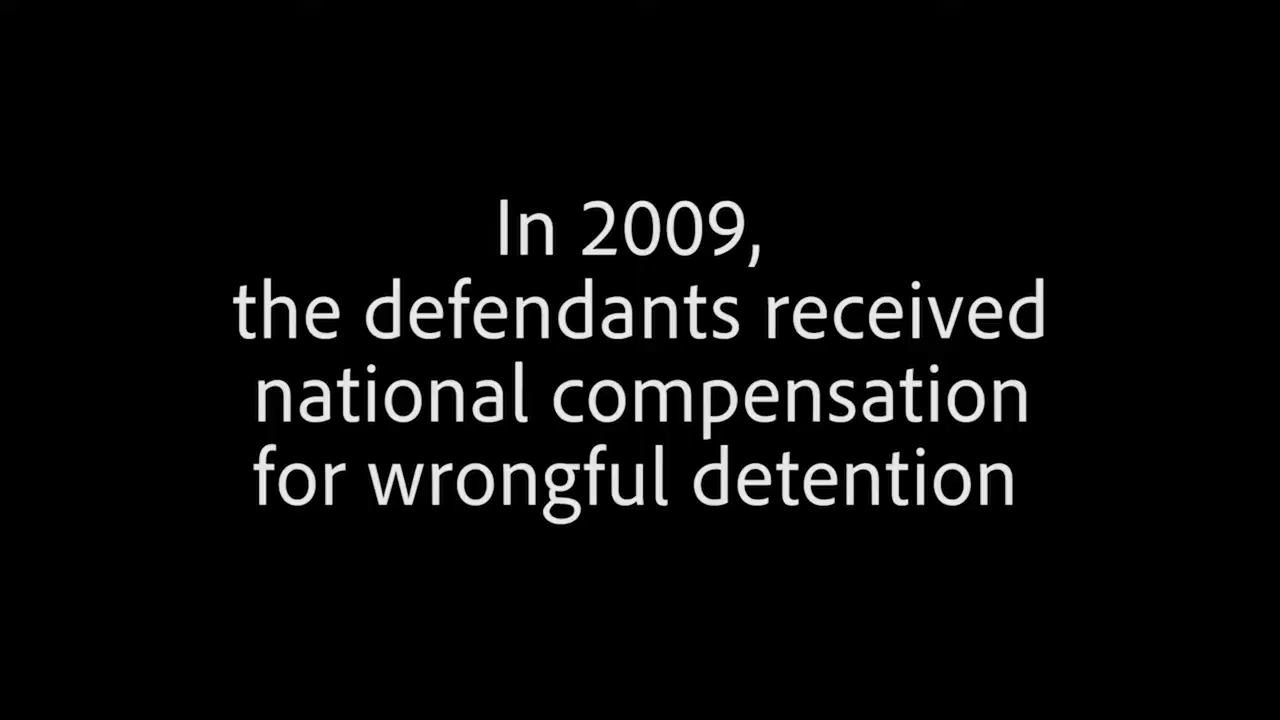 In 2009,
the defendants received
national compensation
for wrongful detention